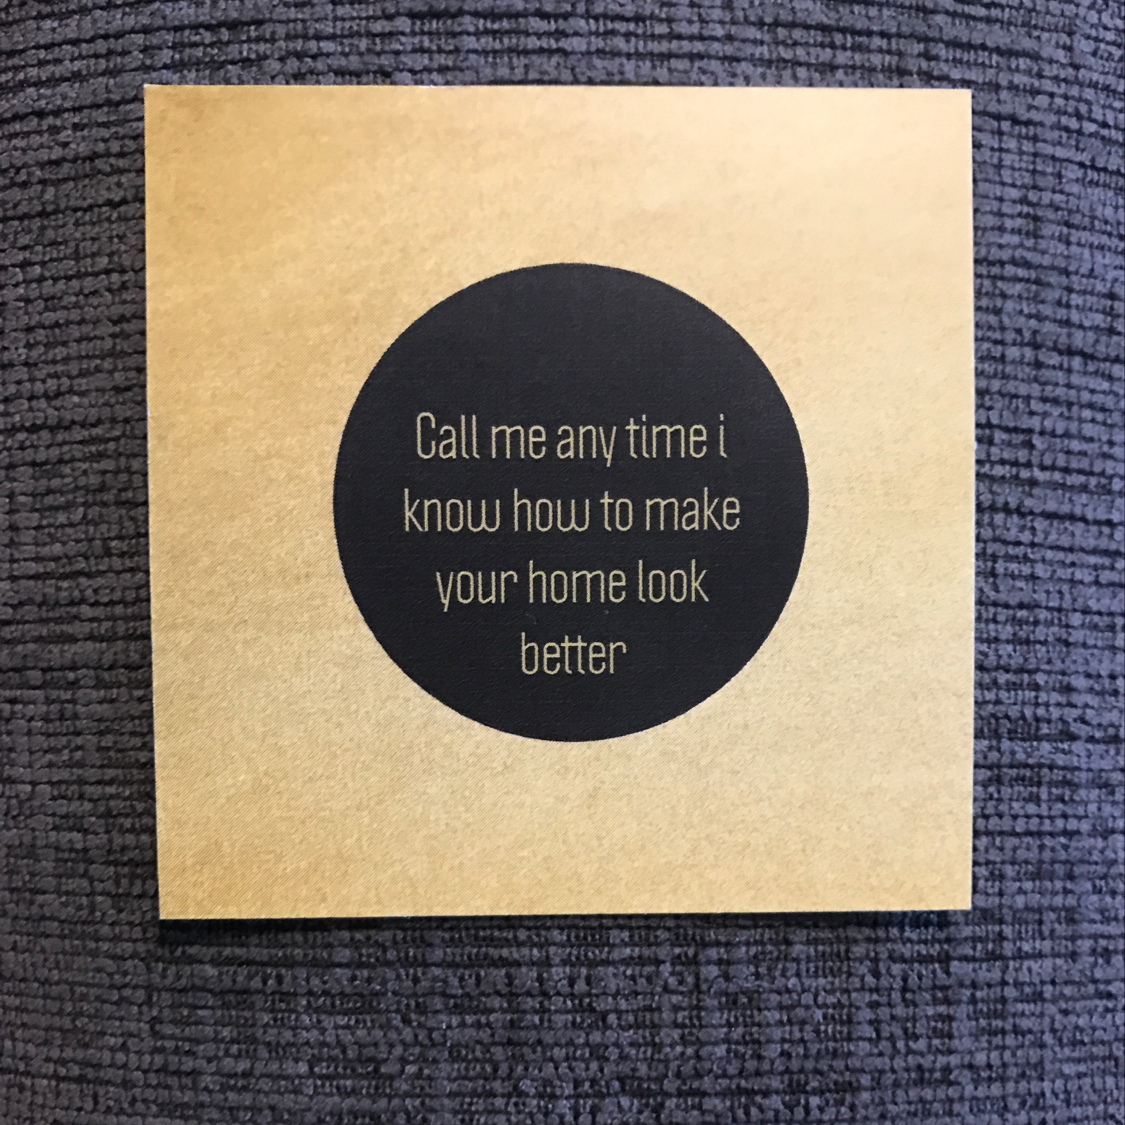 Call me any time i
know how to make
your home look
better